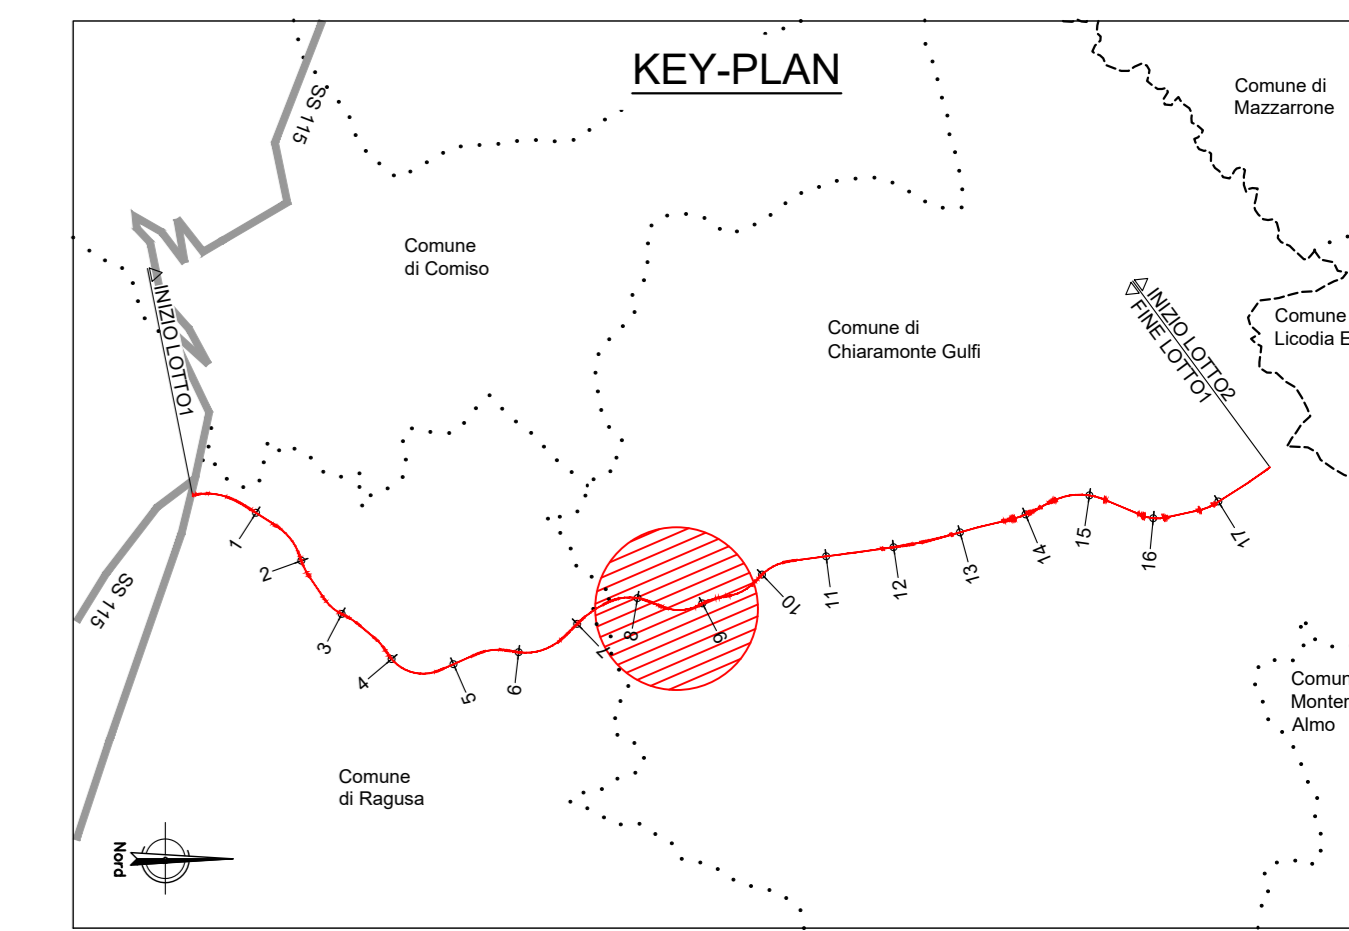 KEY-PLAN
Comune di
Mazzarrone
SS 115
Comune
di Comiso
INIZIO LOTTO1
Comune di
Chiaramonte Gulfi
INIZIO LOTTO2
FINE LOTTO1
Comune
Licodia E
1
2
3
4
5
6
7
8
9
10
11
12
13
14
15
16
17
SS 115
Comune
di Ragusa
Comun
Monter
Almo
Nord